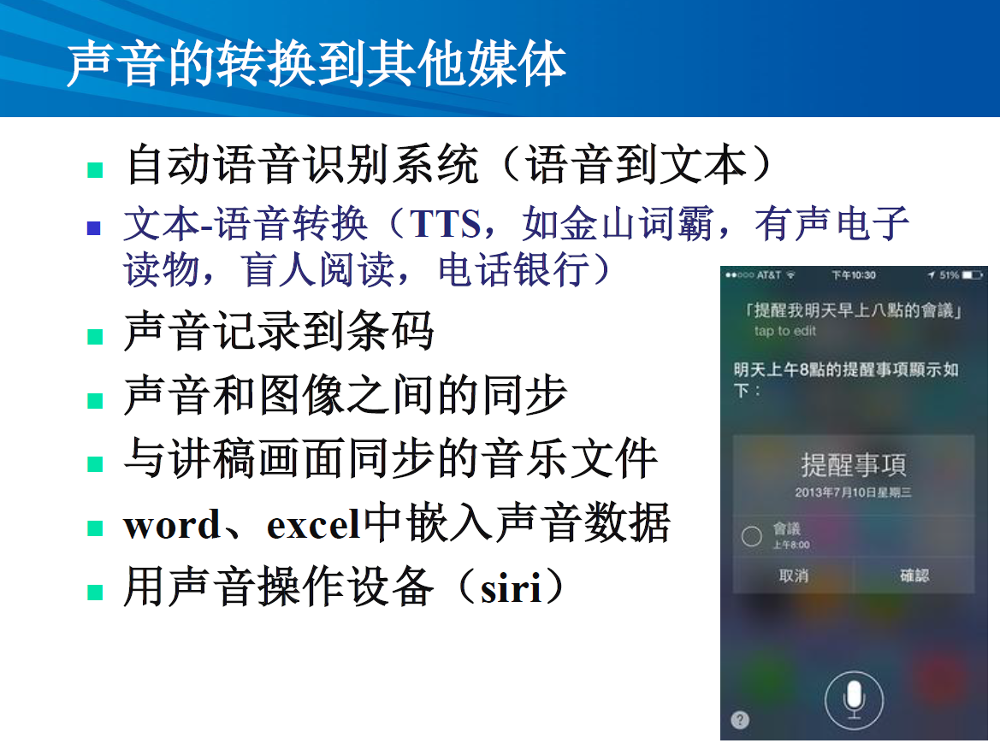 声音的转换到其他媒体
自动语音识别系统（语音到文本）
文本-语音转换（TTS，如金山词霸，有声电子
读物，盲人阅读，电话银行）
声音记录到条码
声音和图像之间的同步
与讲稿画面同步的音乐文件
word、excel中嵌入声音数据
用声音操作设备（siri）
AT&T 下午10:30 51%
「提醒我明天早上八點的會議」
tap to edit
明天上午8點的提醒事項顯示如
下：
提醒事項
2013年7月10日星期三
會議
上午8:00
取消 確認
?